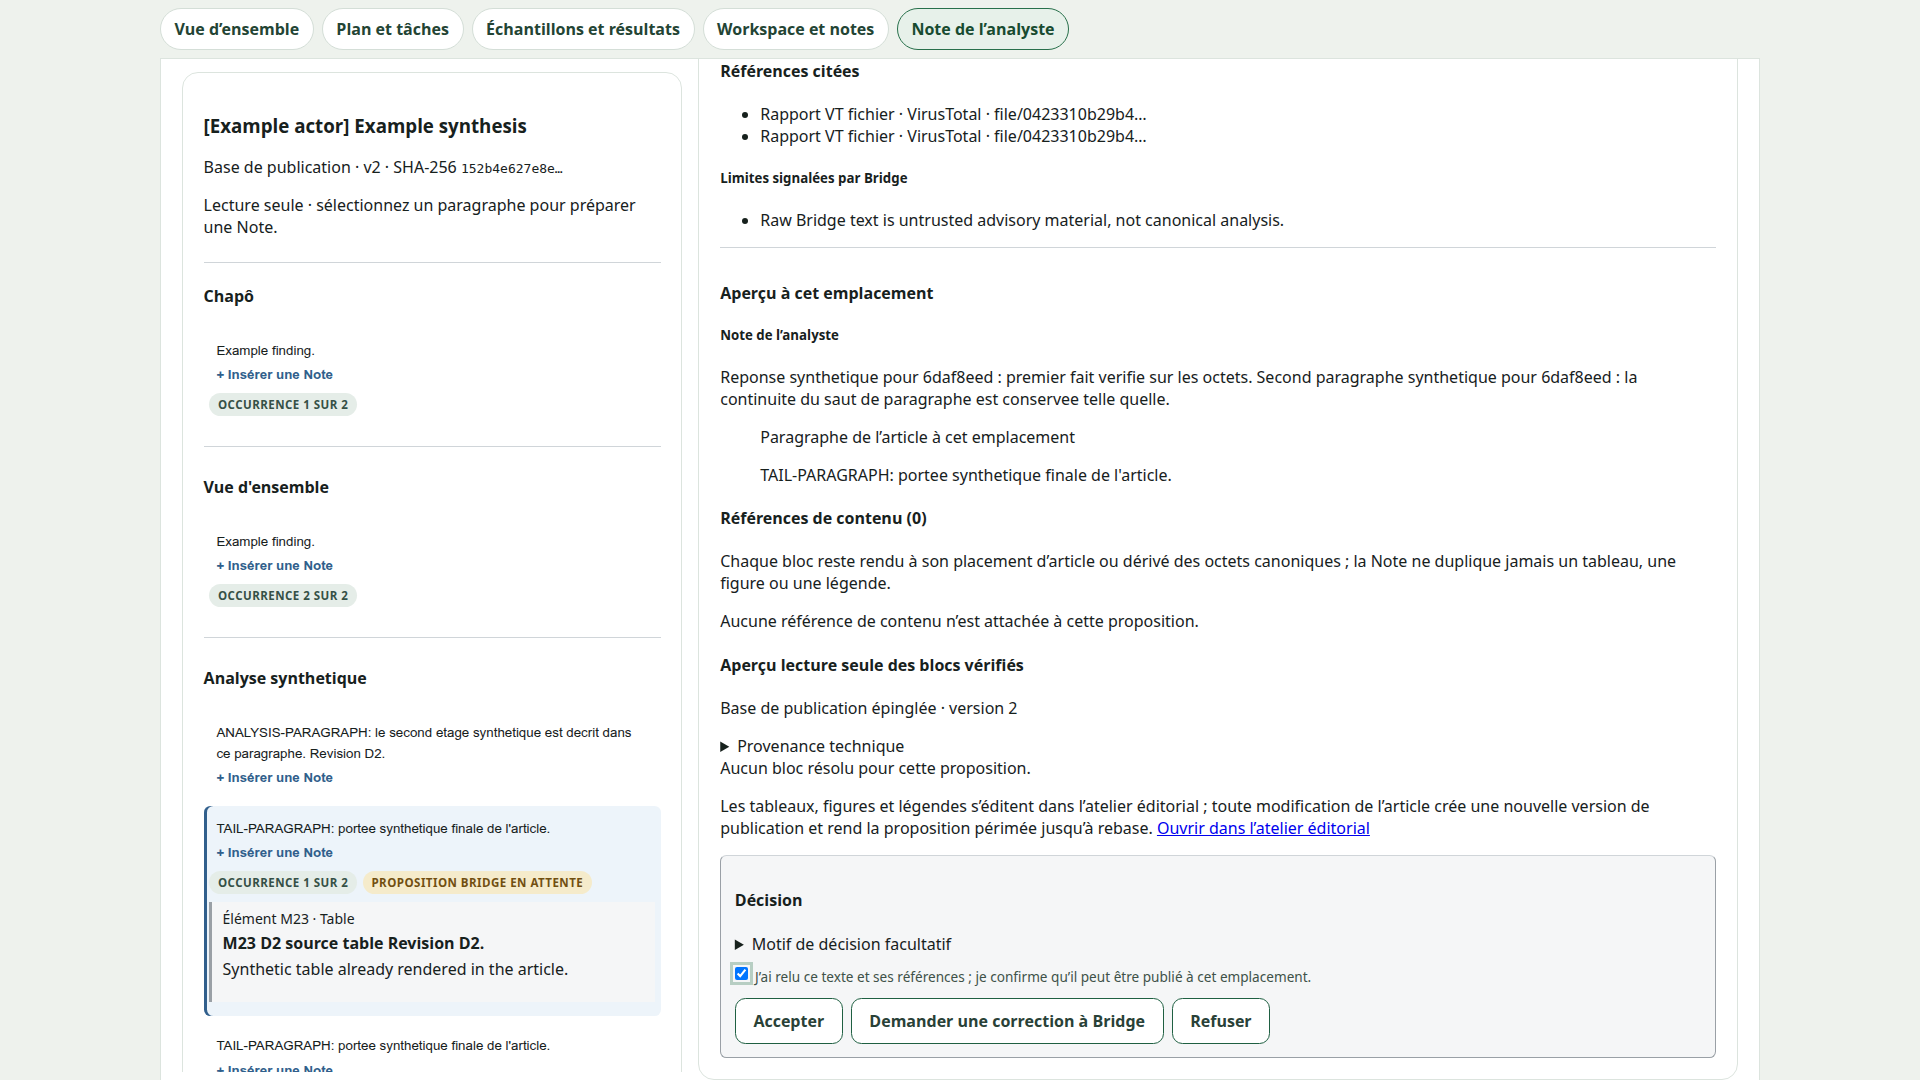 Vue d’ensemble
Plan et tâches
Échantillons et résultats
Workspace et notes
Note de l’analyste
[Example actor] Example synthesis
Base de publication · v2 · SHA-256 152b4e627e8e…
Lecture seule · sélectionnez un paragraphe pour préparer
une Note.
Chapô
Example finding.
+ Insérer une Note
OCCURRENCE 1 SUR 2
Vue d'ensemble
Example finding.
+ Insérer une Note
OCCURRENCE 2 SUR 2
Analyse synthetique
ANALYSIS-PARAGRAPH: le second etage synthetique est decrit dans
ce paragraphe. Revision D2.
+ Insérer une Note
TAIL-PARAGRAPH: portee synthetique finale de l'article.
+ Insérer une Note
OCCURRENCE 1 SUR 2
PROPOSITION BRIDGE EN ATTENTE
Élément M23 · Table
M23 D2 source table Revision D2.
Synthetic table already rendered in the article.
TAIL-PARAGRAPH: portee synthetique finale de l'article.
+ Insérer une Note
Références citées
Rapport VT fichier · VirusTotal · file/0423310b29b4…
Rapport VT fichier · VirusTotal · file/0423310b29b4…
Limites signalées par Bridge
Raw Bridge text is untrusted advisory material, not canonical analysis.
Aperçu à cet emplacement
Note de l’analyste
Reponse synthetique pour 6daf8eed : premier fait verifie sur les octets. Second paragraphe synthetique pour 6daf8eed : la
continuite du saut de paragraphe est conservee telle quelle.
Paragraphe de l’article à cet emplacement
TAIL-PARAGRAPH: portee synthetique finale de l'article.
Références de contenu (0)
Chaque bloc reste rendu à son placement d’article ou dérivé des octets canoniques ; la Note ne duplique jamais un tableau, une
figure ou une légende.
Aucune référence de contenu n’est attachée à cette proposition.
Aperçu lecture seule des blocs vérifiés
Base de publication épinglée · version 2
Provenance technique
Aucun bloc résolu pour cette proposition.
Les tableaux, figures et légendes s’éditent dans l’atelier éditorial ; toute modification de l’article crée une nouvelle version de
publication et rend la proposition périmée jusqu’à rebase. Ouvrir dans l’atelier éditorial
Décision
Motif de décision facultatif
J’ai relu ce texte et ses références ; je confirme qu’il peut être publié à cet emplacement.
Accepter
Demander une correction à Bridge
Refuser